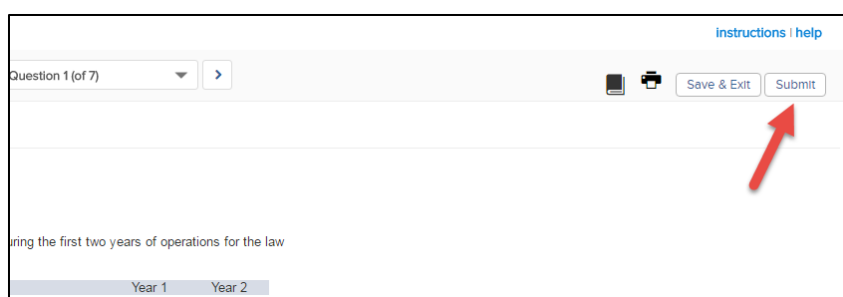 instructions | help
Question 1 (of 7)
Save & Exit
Submit
uring the first two years of operations for the law
Year 1 Year 2